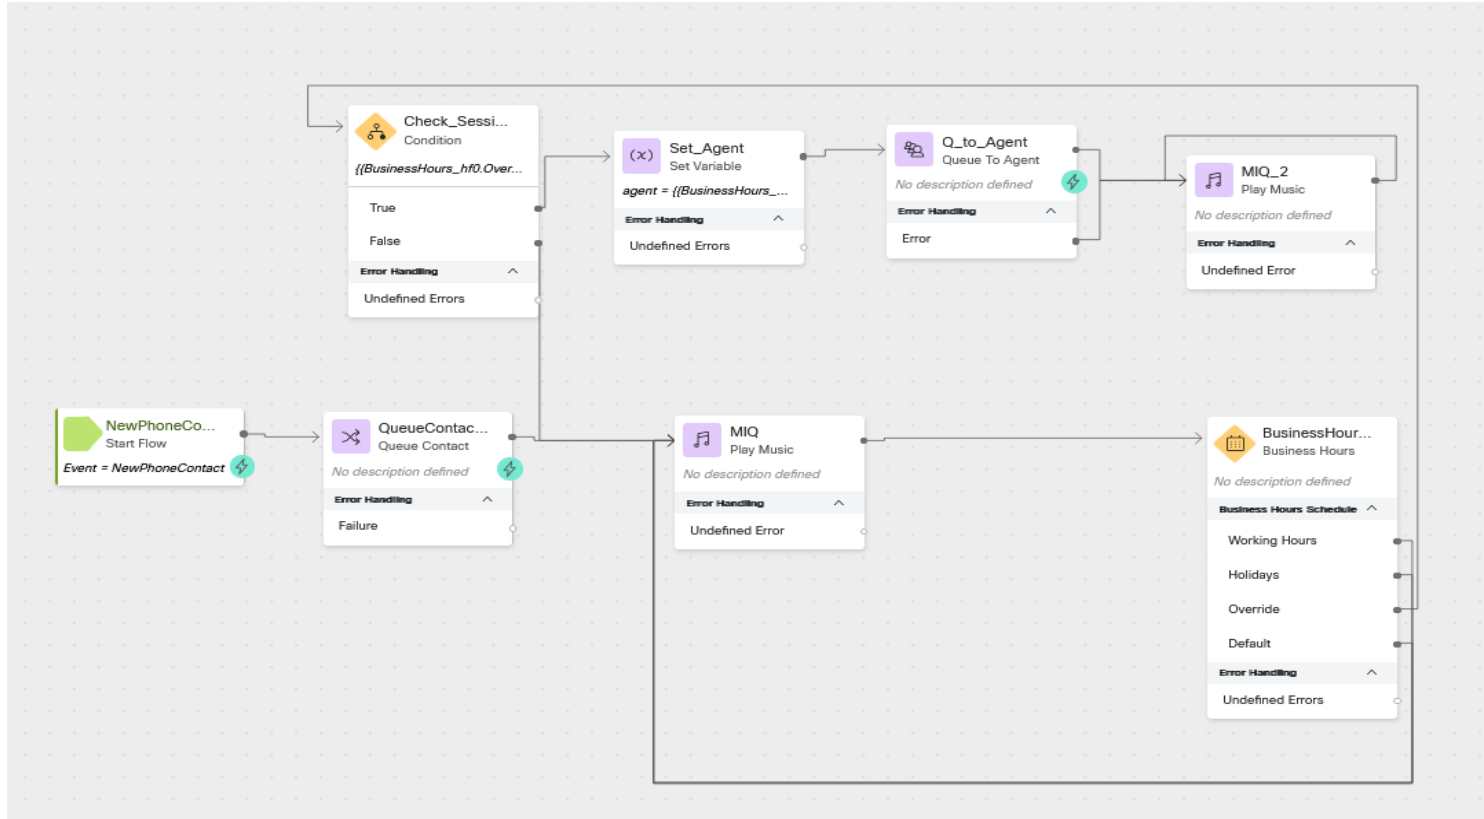 Check_Sessi...
Condition
{{BusinessHours_hf0.Over...
True
False
Error Handling
Undefined Errors
Set_Agent
Set Variable
agent = {{BusinessHours_...
Error Handling
Undefined Errors
Q_to_Agent
Queue To Agent
No description defined
Error Handling
Error
MIQ_2
Play Music
No description defined
Error Handling
Undefined Error
NewPhoneCo...
Start Flow
Event = NewPhoneContact
QueueContac...
Queue Contact
No description defined
Error Handling
Failure
MIQ
Play Music
No description defined
Error Handling
Undefined Error
BusinessHour...
Business Hours
No description defined
Business Hours Schedule
Working Hours
Holidays
Override
Default
Error Handling
Undefined Errors